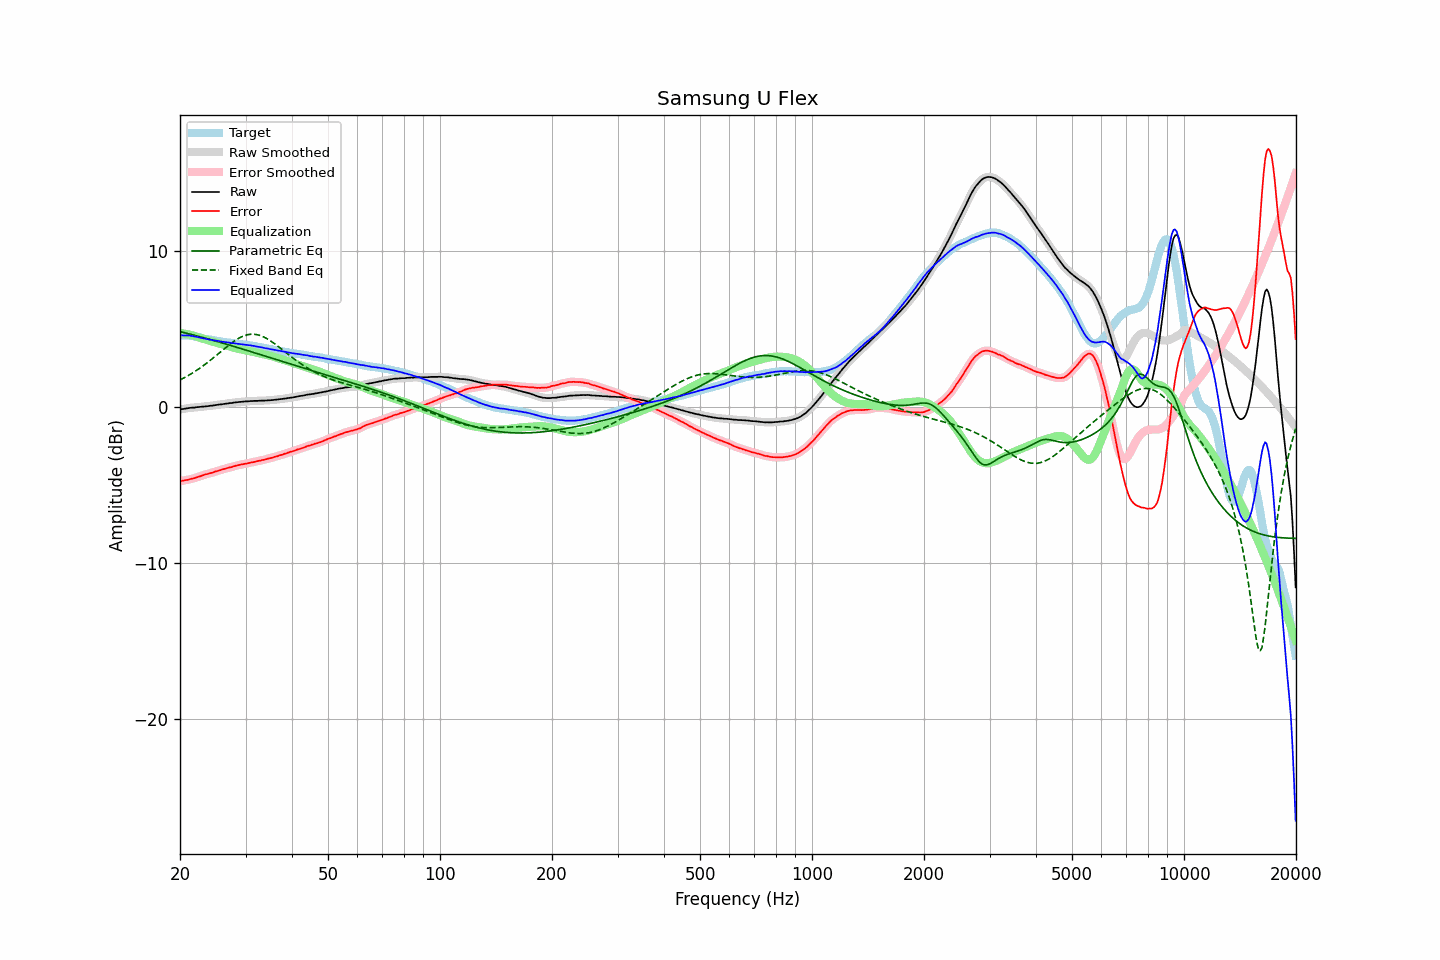 Samsung U Flex
Target
Raw Smoothed
Error Smoothed
Raw
Error
Equalization
Parametric Eq
Fixed Band Eq
Equalized
Amplitude (dBr)
10
0
−10
−20
20 50 100 200 500 1000 2000 5000 10000 20000
Frequency (Hz)